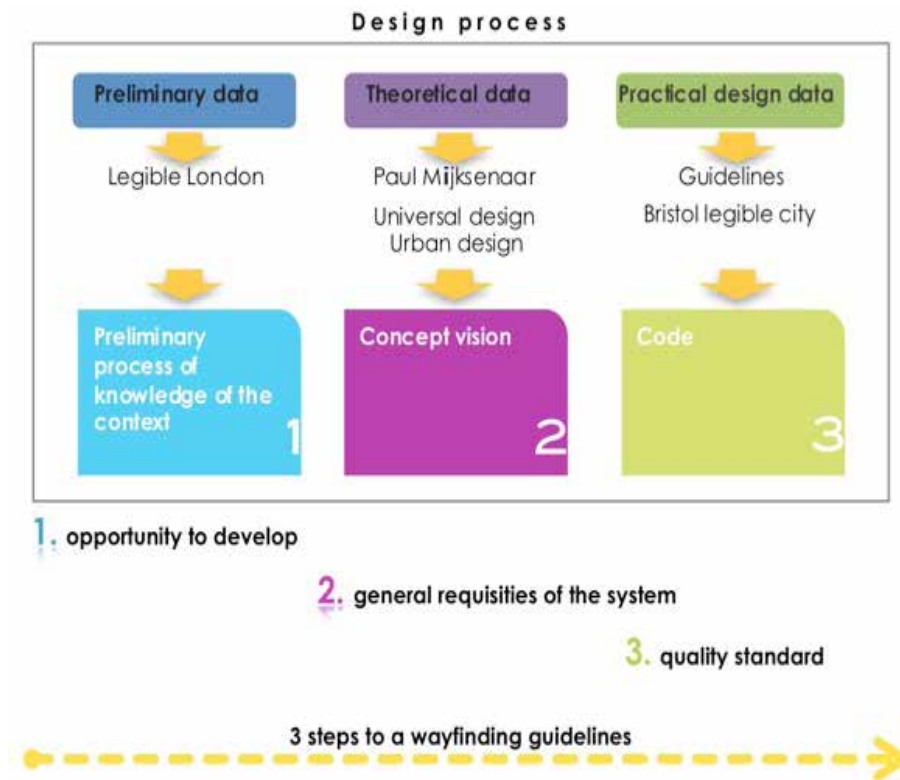 Design process
Preliminary data
Theoretical data
Practical design data
Legible London
Paul Mijksenaar
Universal design
Urban design
Guidelines
Bristol legible city
Preliminary
process of
knowledge of the
context
1
Concept vision
2
Code
3
1. opportunity to develop
2. general requisities of the system
3. quality standard
3 steps to a wayfinding guidelines